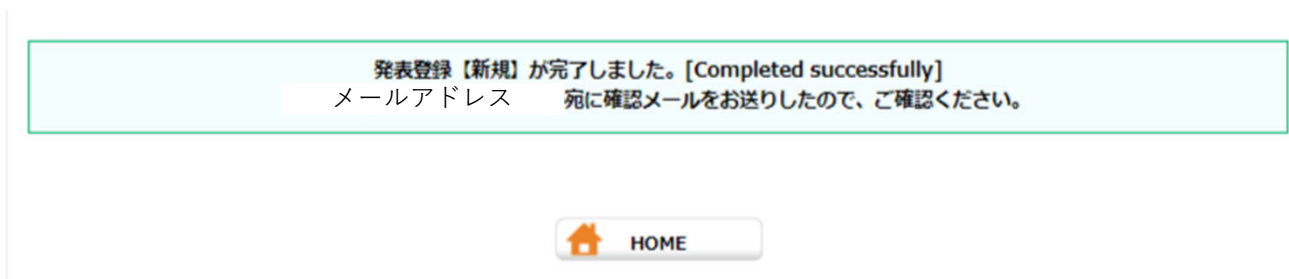 発表登録【新規】が完了しました。[Completed successfully]
メールアドレス 宛に確認メールをお送りしたので、ご確認ください。
HOME